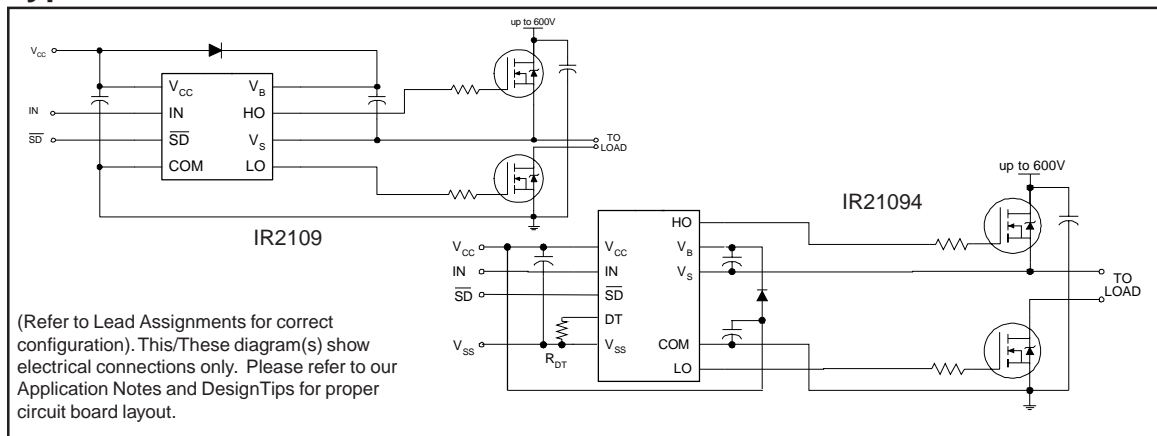 up to 600V
VCC
VCC
VB
IN
IN
HO
SD
SD
VS
TO
LOAD
COM
LO
IR2109
up to 600V
IR21094
HO
VCC
VCC
VB
IN
IN
VS
SD
SD
TO
LOAD
DT
VSS
VSS
COM
RDT
LO
(Refer to Lead Assignments for correct
configuration). This/These diagram(s) show
electrical connections only. Please refer to our
Application Notes and DesignTips for proper
circuit board layout.